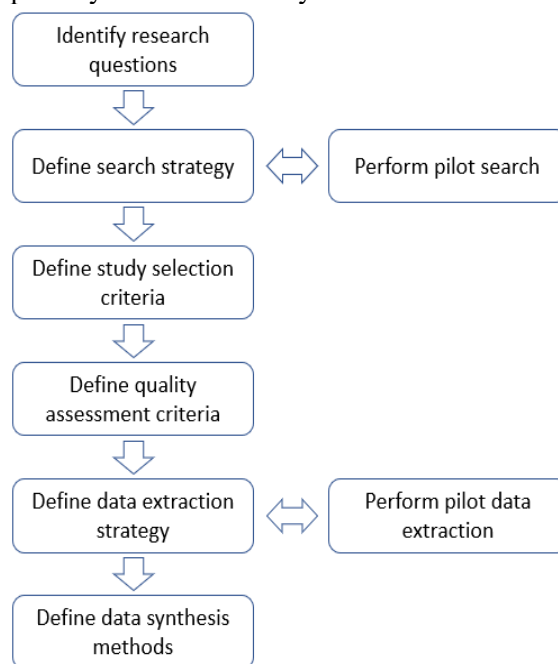 Identify research
questions
Define search strategy
Perform pilot search
Define study selection
criteria
Define quality
assessment criteria
Define data extraction
strategy
Perform pilot data
extraction
Define data synthesis
methods